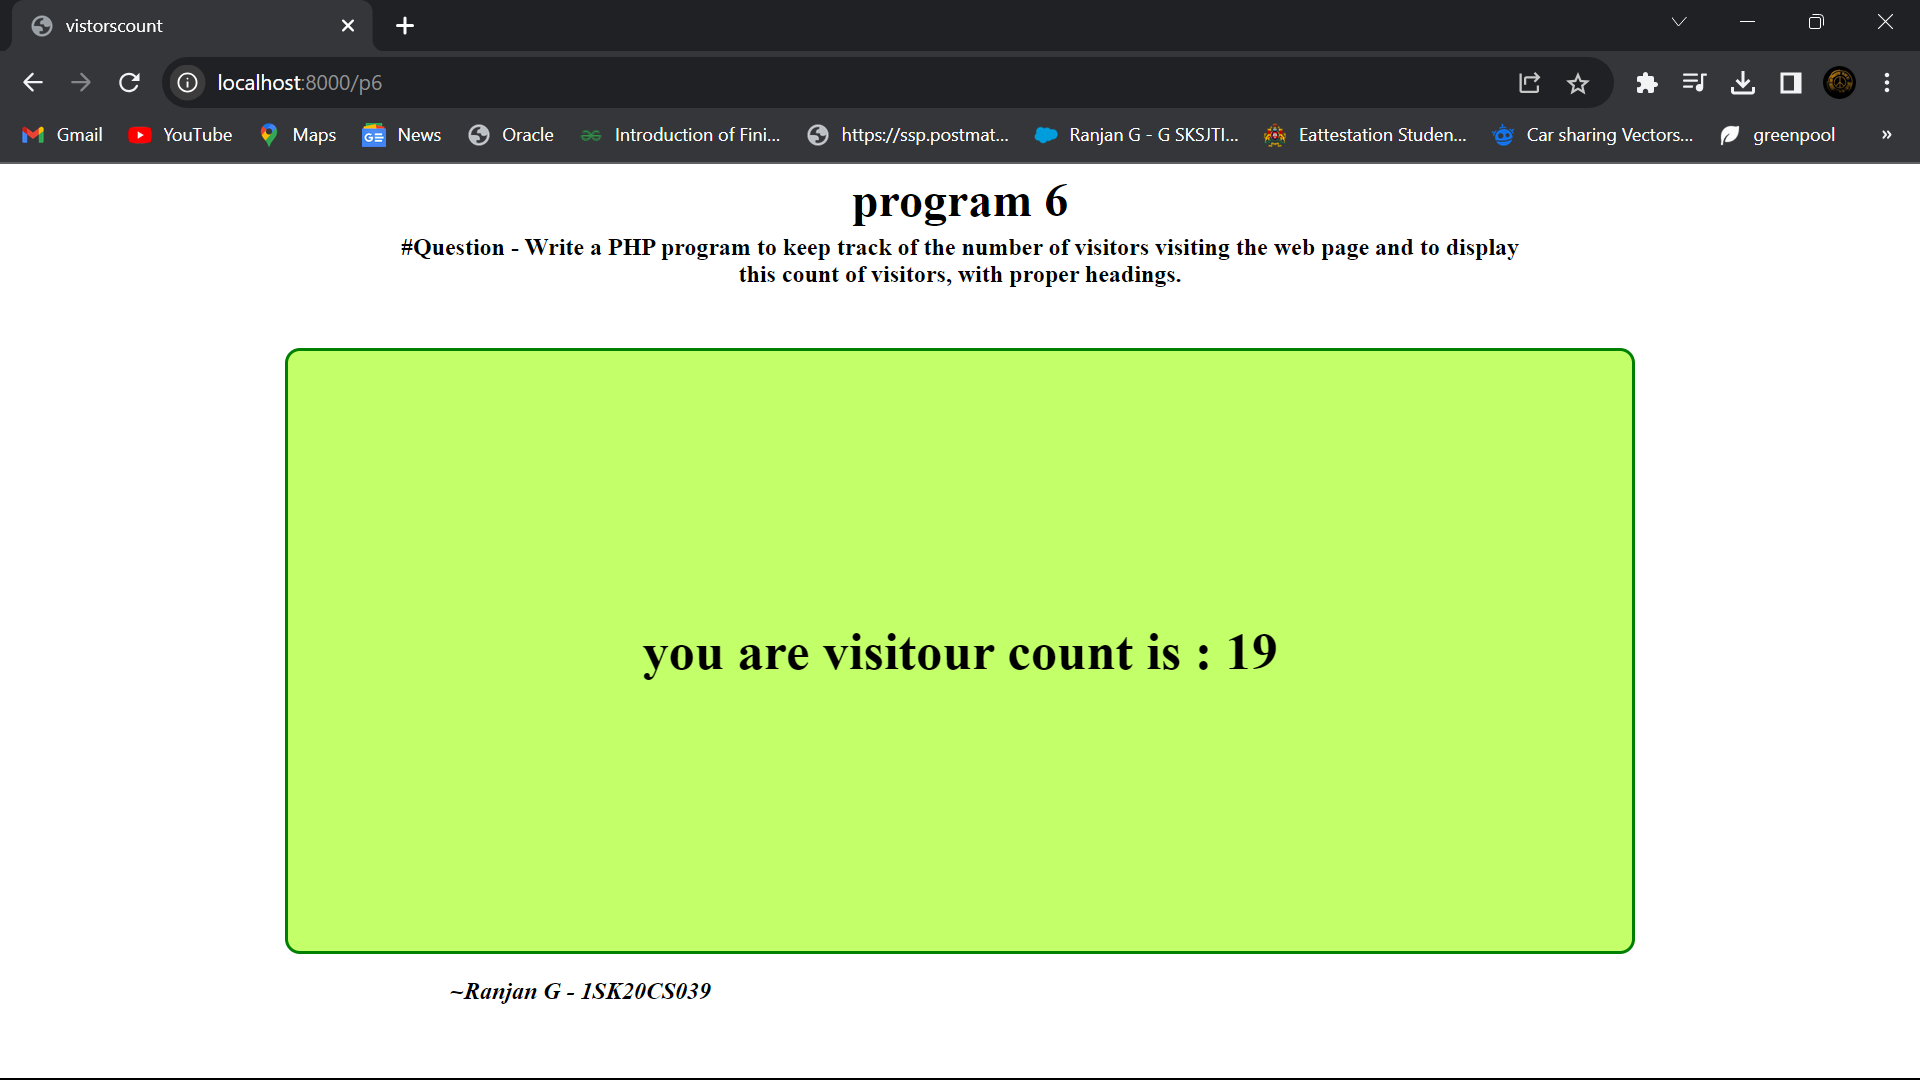 vistorscount
localhost:8000/p6
Gmail YouTube Maps News Oracle Introduction of Fini... https://ssp.postmat... Ranjan G - G SKSJTI... Eattestation Studen... Car sharing Vectors... greenpool »
program 6
#Question - Write a PHP program to keep track of the number of visitors visiting the web page and to display
this count of visitors, with proper headings.
you are visitour count is : 19
~Ranjan G - 1SK20CS039